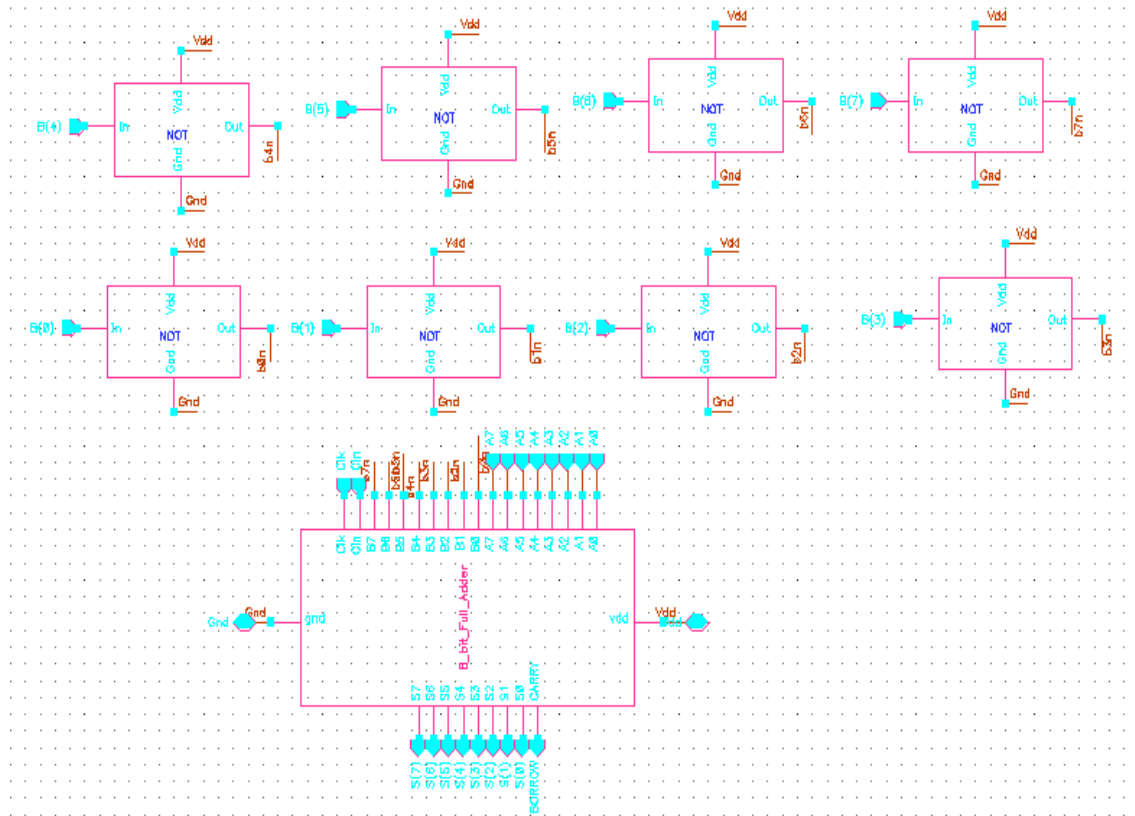 Vdd
Vdd
Vdd
Vdd
B(4) In Vdd NOT Gnd Out b4n
B(5) In Vdd NOT Gnd Out b5n
In Vdd NOT Gnd Out b6n
B(7) In Vdd NOT Gnd Out b7n
Gnd
Gnd
Gnd
Gnd
Vdd
Vdd
Vdd
Vdd
B(0) In Vdd NOT Gnd Out b0n
B(1) In Vdd NOT Gnd Out b1n
B(2) In Vdd NOT Gnd Out b2n
B(3) In Vdd NOT Gnd Out b3n
Gnd
Gnd
Gnd
Gnd
Clk Cin b7n b5n b4n b3n b2n A7 A6 A5 A4 A3 A2 A1 A0
Clk Cin B7 B6 B5 B4 B3 B2 B1 B0 A7 A6 A5 A4 A3 A2 A1 A0
Gnd Gnd gnd
_bit_Full_Adder
vdd Vdd
S7 S6 S5 S4 S3 S2 S1 S0 CARRY
S(7) S(6) S(5) S(4) S(3) S(2) S(1) S(0) BORROW